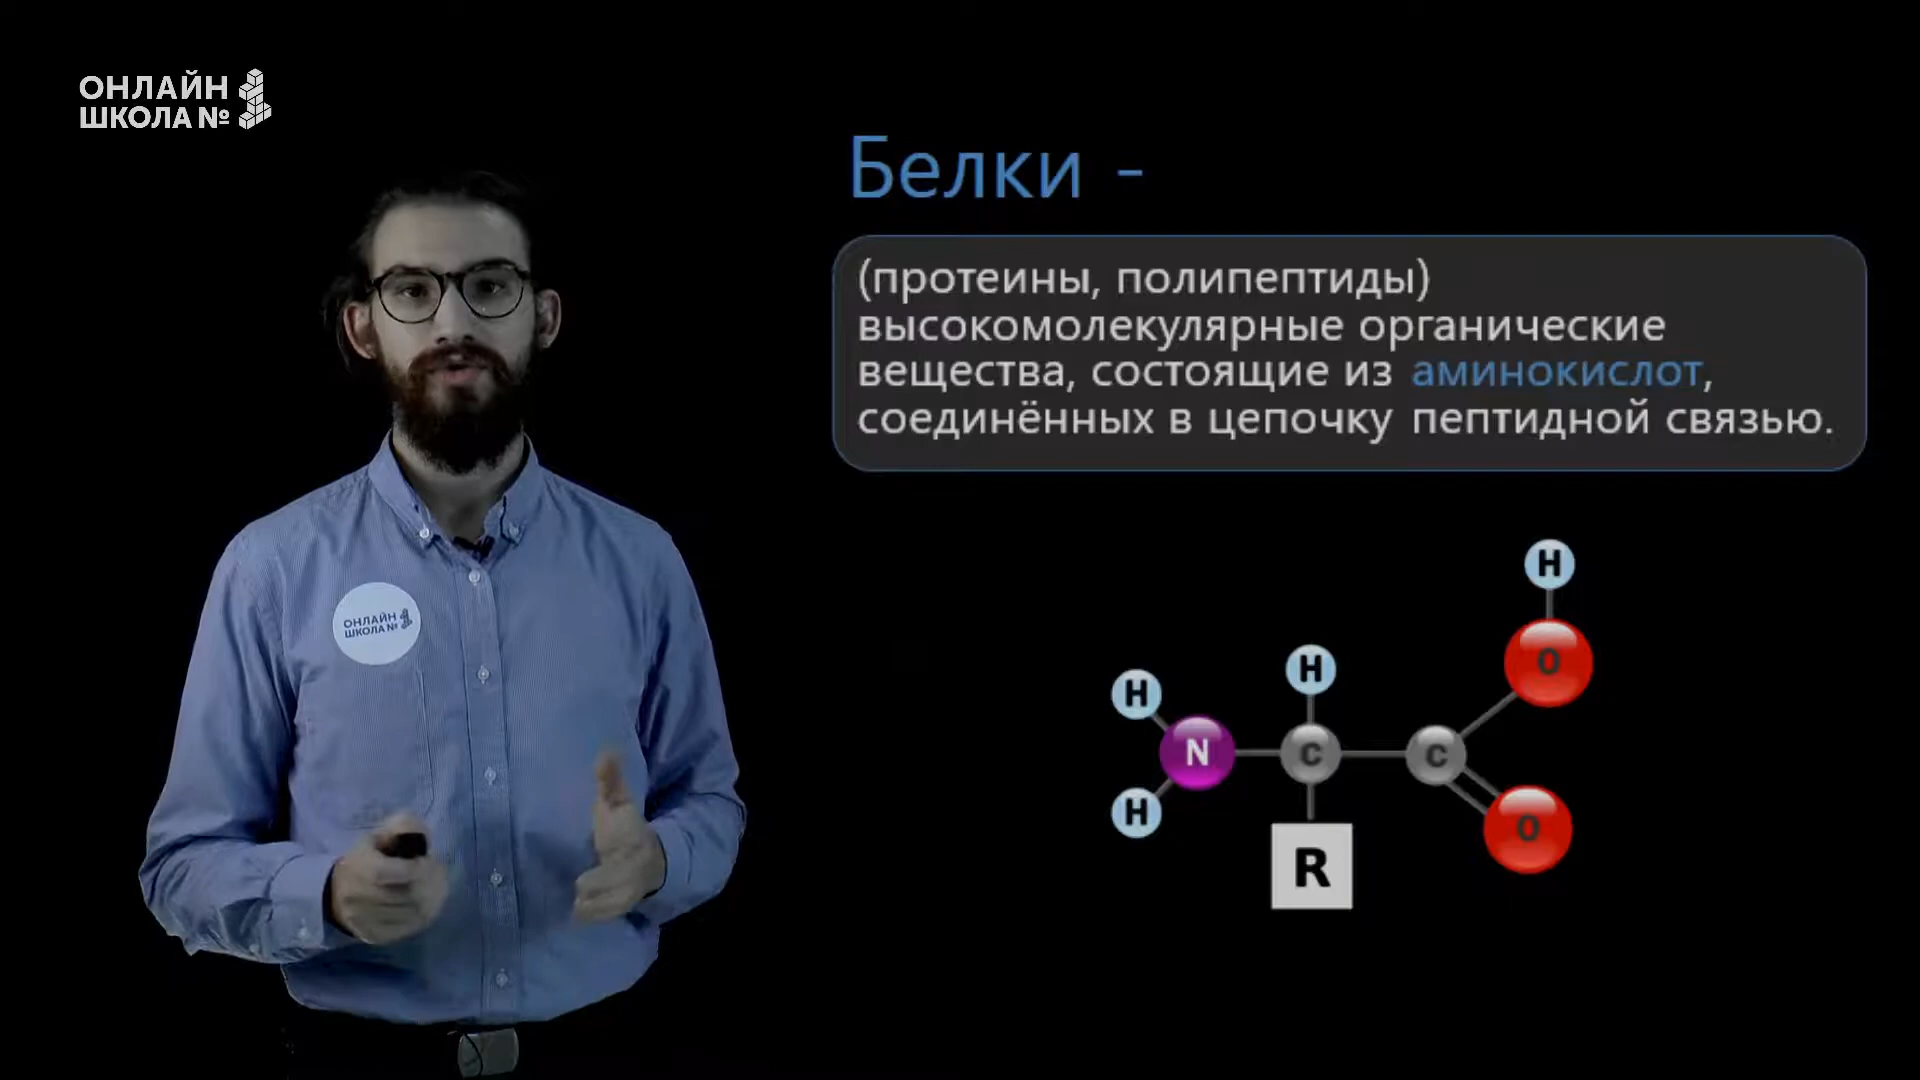 ОНЛАЙН
ШКОЛА №
Белки -
(протеины, полипептиды)
высокомолекулярные органические
вещества, состоящие из аминокислот,
соединённых в цепочку пептидной связью.
ОНЛАЙН
ШКОЛА №
H
O
H
H
N
C
C
H
O
R